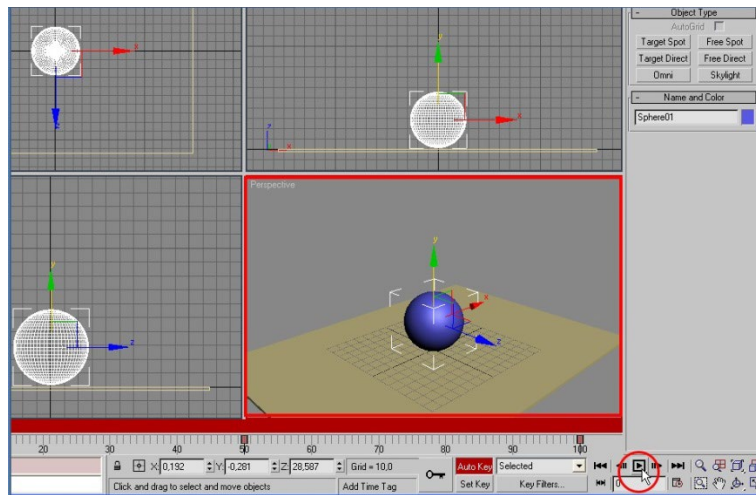 Object Type
AutoGrid
Target Spot Free Spot
Target Direct Free Direct
Omni Skylight
Name and Color
Sphere01
x
z
y
x
x
y
z
Perspective
y
x
z
20 30 40 50 60 70 80 90 100
X: 0,192 Y: -0,281 Z: 28,587 Grid = 10,0
Auto Key Selected
Click and drag to select and move objects
Add Time Tag
Set Key Key Filters...